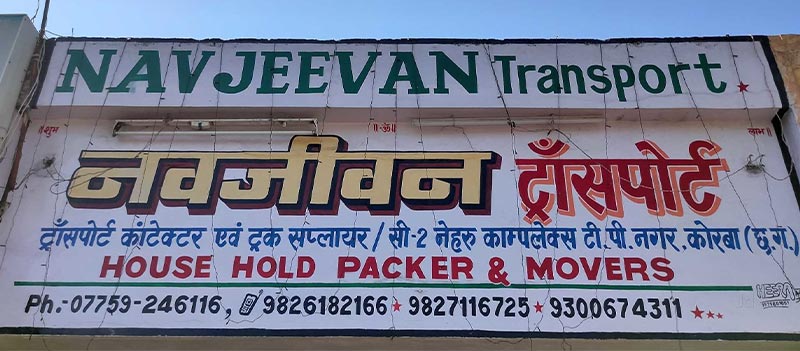 NAVJEEVAN Transport
॥शुभ ॥ॐ॥ लाभ॥
नवजीवन ट्राँसपोर्ट
ट्राँसपोर्ट कांटेक्टर एवं ट्रक सप्लायर / सी-2 नेहरु काम्पलेक्स टी. पी. नगर. कोरबा (छ.ग.)
HOUSE HOLD PACKER & MOVERS
Ph.-07759-246116, 9826182166 * 9827116725 * 9300674311